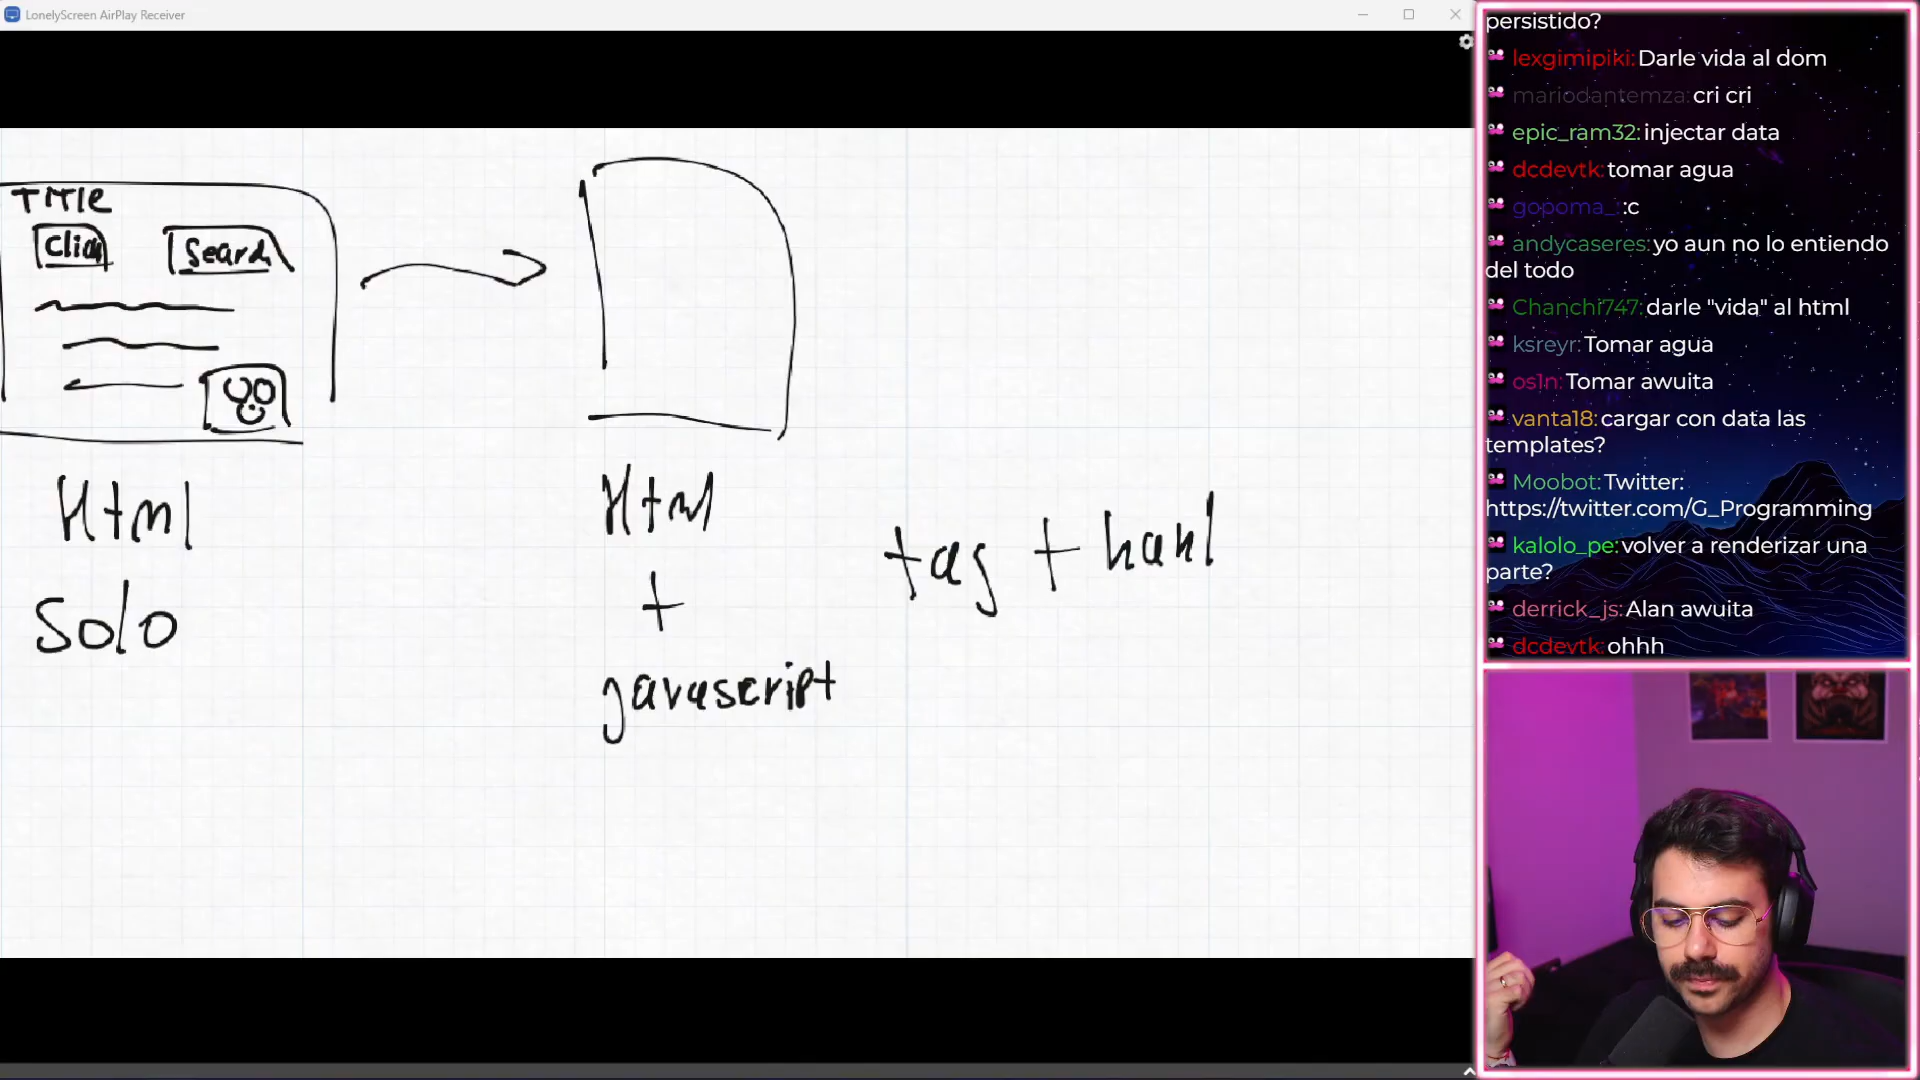 LonelyScreen AirPlay Receiver
TITLE
Click
Search
Html
Solo
Html
+
javascript
tag + hahl
persistido?
lexgimipiki: Darle vida al dom
mariodantemza: cri cri
epic_ram32: injectar data
dcdevtk: tomar agua
gopoma_: :c
andycaseres: yo aun no lo entiendo
del todo
Chanchi747: darle "vida" al html
ksreyr: Tomar agua
os1n: Tomar awuita
vanta18: cargar con data las
templates?
Moobot: Twitter:
https://twitter.com/G_Programming
kalolo_pe: volver a renderizar una
parte?
derrick_js: Alan awuita
dcdevtk: ohhh